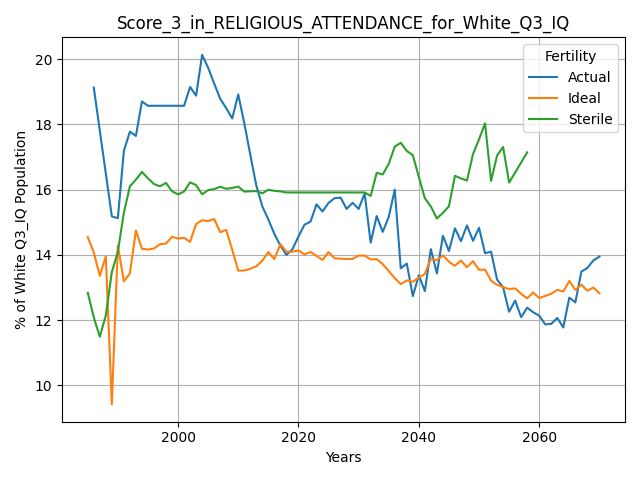 Score_3_in_RELIGIOUS_ATTENDANCE_for_White_Q3_IQ
% of White Q3_IQ Population
20
18
16
14
12
10
Fertility
Actual
Ideal
Sterile
2000
2020
2040
2060
Years